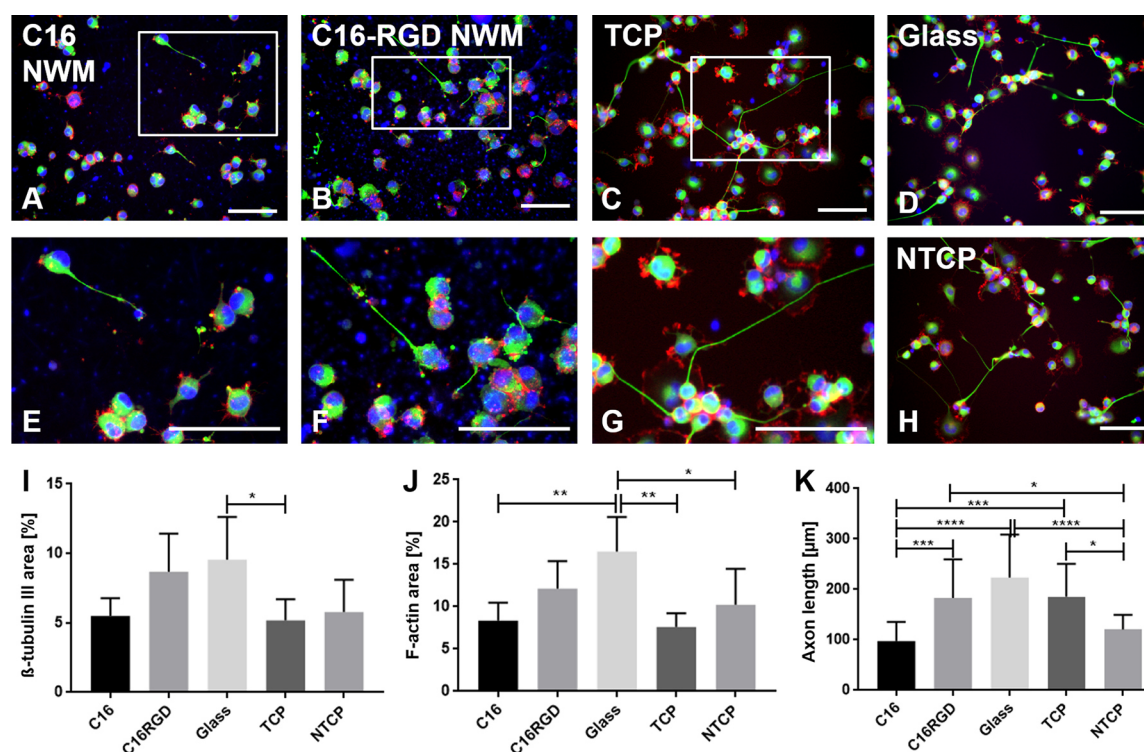 C16
NWM
A
C16-RGD NWM
B
TCP
C
Glass
D
E
F
G
NTCP
H
I
ß-tubulin III area [%]
15
10
5
0
*
C16
C16RGD
Glass
TCP
NTCP
J
F-actin area [%]
25
20
15
10
5
0
*
**
**
C16
C16RGD
Glass
TCP
NTCP
K
Axon length [µm]
400
300
200
100
0
*
***
****
****
***
*
C16
C16RGD
Glass
TCP
NTCP